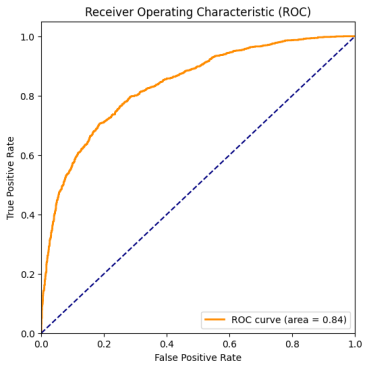 Receiver Operating Characteristic (ROC)
True Positive Rate
1.0
0.8
0.6
0.4
0.2
0.0
ROC curve (area = 0.84)
0.0 0.2 0.4 0.6 0.8 1.0
False Positive Rate